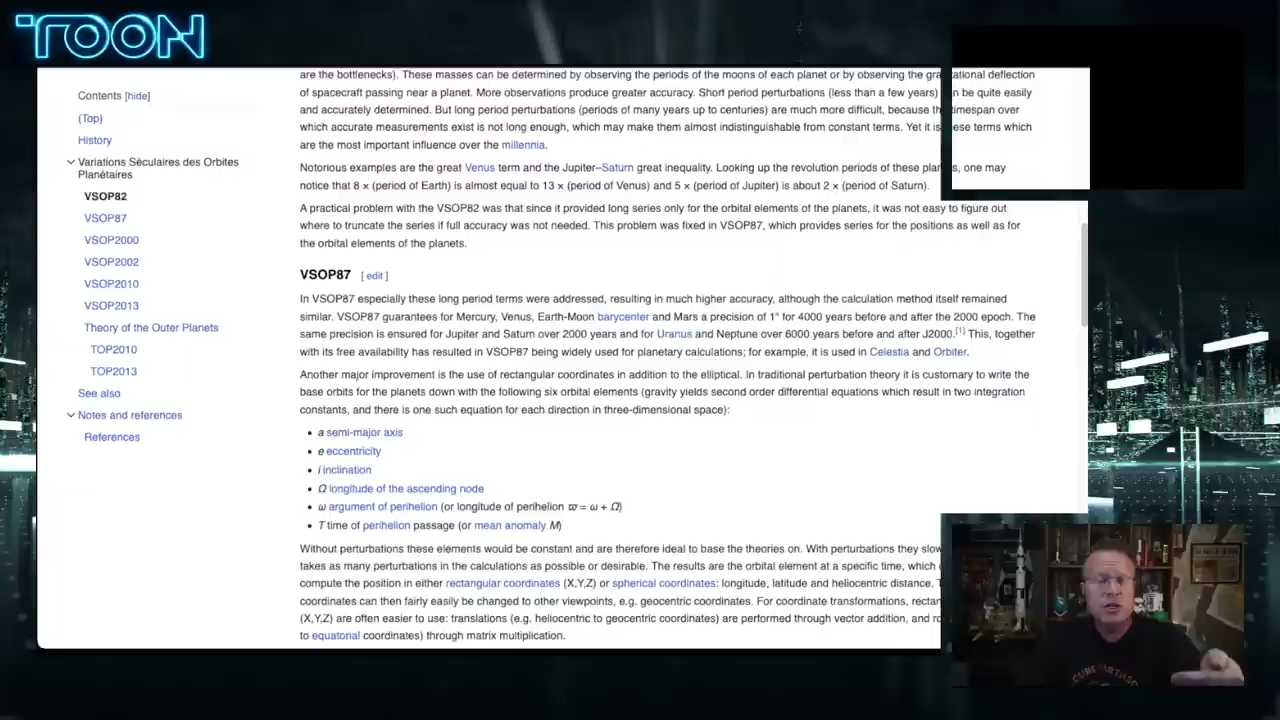 TOON
Contents [hide]
(Top)
History
Variations Séculaires des Orbites
Planétaires
VSOP82
VSOP87
VSOP2000
VSOP2002
VSOP2010
VSOP2013
Theory of the Outer Planets
TOP2010
TOP2013
See also
Notes and references
References
are the bottlenecks). These masses can be determined by observing the periods of the moons of each planet or by observing the gra tational deflection
of spacecraft passing near a planet. More observations produce greater accuracy. Short period perturbations (less than a few years) n be quite easily
and accurately determined. But long period perturbations (periods of many years up to centuries) are much more difficult, because th timespan over
which accurate measurements exist is not long enough, which may make them almost indistinguishable from constant terms. Yet it is ese terms which
are the most important influence over the millennia.
Notorious examples are the great Venus term and the Jupiter–Saturn great inequality. Looking up the revolution periods of these plan s, one may
notice that 8 × (period of Earth) is almost equal to 13 × (period of Venus) and 5 × (period of Jupiter) is about 2 × (period of Saturn).
A practical problem with the VSOP82 was that since it provided long series only for the orbital elements of the planets, it was not easy to figure out
where to truncate the series if full accuracy was not needed. This problem was fixed in VSOP87, which provides series for the positions as well as for
the orbital elements of the planets.
VSOP87 [ edit ]
In VSOP87 especially these long period terms were addressed, resulting in much higher accuracy, although the calculation method itself remained
similar. VSOP87 guarantees for Mercury, Venus, Earth-Moon barycenter and Mars a precision of 1" for 4000 years before and after the 2000 epoch. The
same precision is ensured for Jupiter and Saturn over 2000 years and for Uranus and Neptune over 6000 years before and after J2000.[1] This, together
with its free availability has resulted in VSOP87 being widely used for planetary calculations; for example, it is used in Celestia and Orbiter.
Another major improvement is the use of rectangular coordinates in addition to the elliptical. In traditional perturbation theory it is customary to write the
base orbits for the planets down with the following six orbital elements (gravity yields second order differential equations which result in two integration
constants, and there is one such equation for each direction in three-dimensional space):
• a semi-major axis
• e eccentricity
• i inclination
• Ω longitude of the ascending node
• ω argument of perihelion (or longitude of perihelion ϖ = ω + Ω)
• T time of perihelion passage (or mean anomaly M)
Without perturbations these elements would be constant and are therefore ideal to base the theories on. With perturbations they slow
takes as many perturbations in the calculations as possible or desirable. The results are the orbital element at a specific time, which
compute the position in either rectangular coordinates (X,Y,Z) or spherical coordinates: longitude, latitude and heliocentric distance.
coordinates can then fairly easily be changed to other viewpoints, e.g. geocentric coordinates. For coordinate transformations, rectan
(X,Y,Z) are often easier to use: translations (e.g. heliocentric to geocentric coordinates) are performed through vector addition, and ro
to equatorial coordinates) through matrix multiplication.